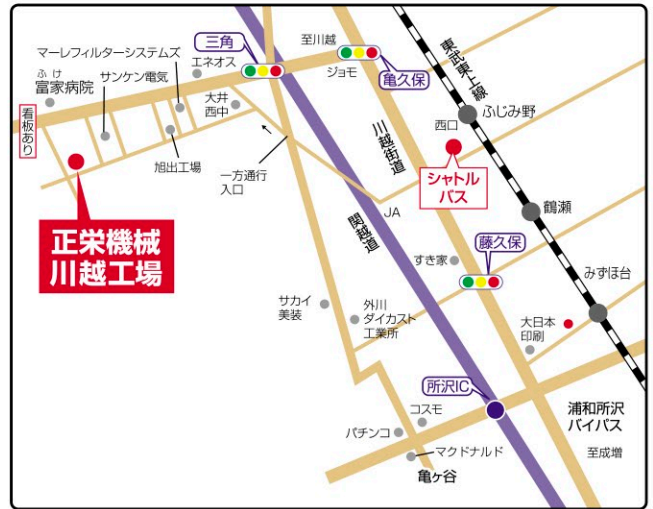 三角
至川越
ジョモ
亀久保
東武東上線
マーレフィルターシステムズ
エネオス
サンケン電気
ふけ
富家病院
大井
西中
看板あり
旭出工場
一方通行
入口
川越街道
西口
ふじみ野
シャトル
バス
鶴瀬
JA
関越道
正栄機械
川越工場
すき家
藤久保
みずほ台
サカイ
美装
外川
ダイカスト
工業所
大日本
印刷
所沢IC
コスモ
パチンコ
マクドナルド
亀ヶ谷
浦和所沢
バイパス
至成増